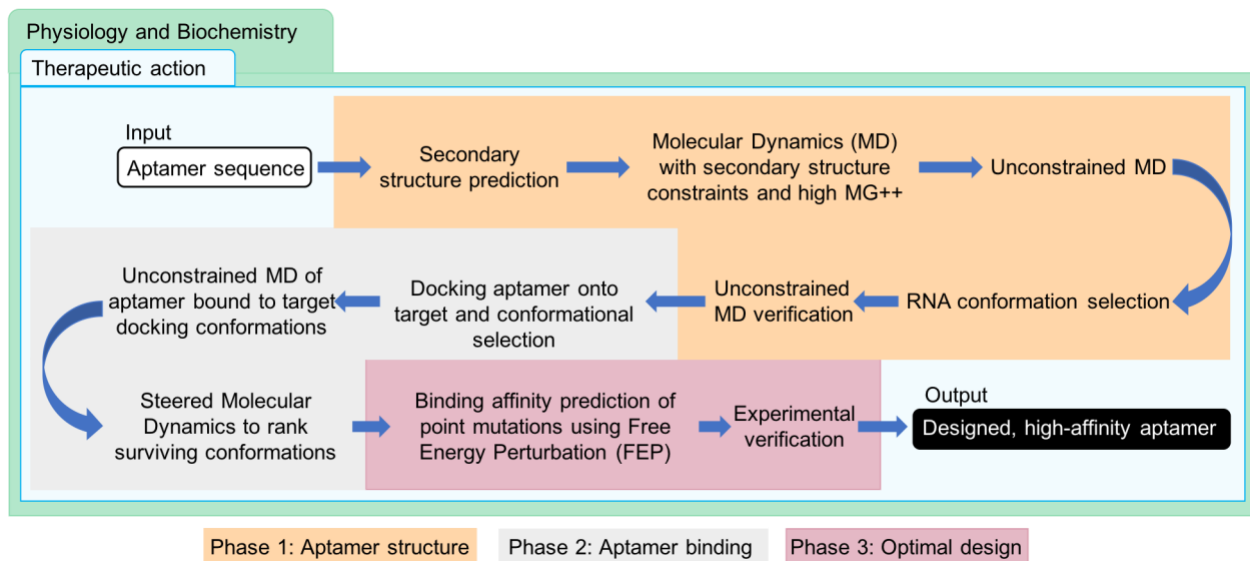 Physiology and Biochemistry
Therapeutic action
Input
Aptamer sequence
Secondary
structure prediction
Molecular Dynamics (MD)
with secondary structure
constraints and high MG++
Unconstrained MD
RNA conformation selection
Unconstrained
MD verification
Docking aptamer onto
target and conformational
selection
Unconstrained MD of
aptamer bound to target
docking conformations
Steered Molecular
Dynamics to rank
surviving conformations
Binding affinity prediction of
point mutations using Free
Energy Perturbation (FEP)
Experimental
verification
Output
Designed, high-affinity aptamer
Phase 1: Aptamer structure
Phase 2: Aptamer binding
Phase 3: Optimal design